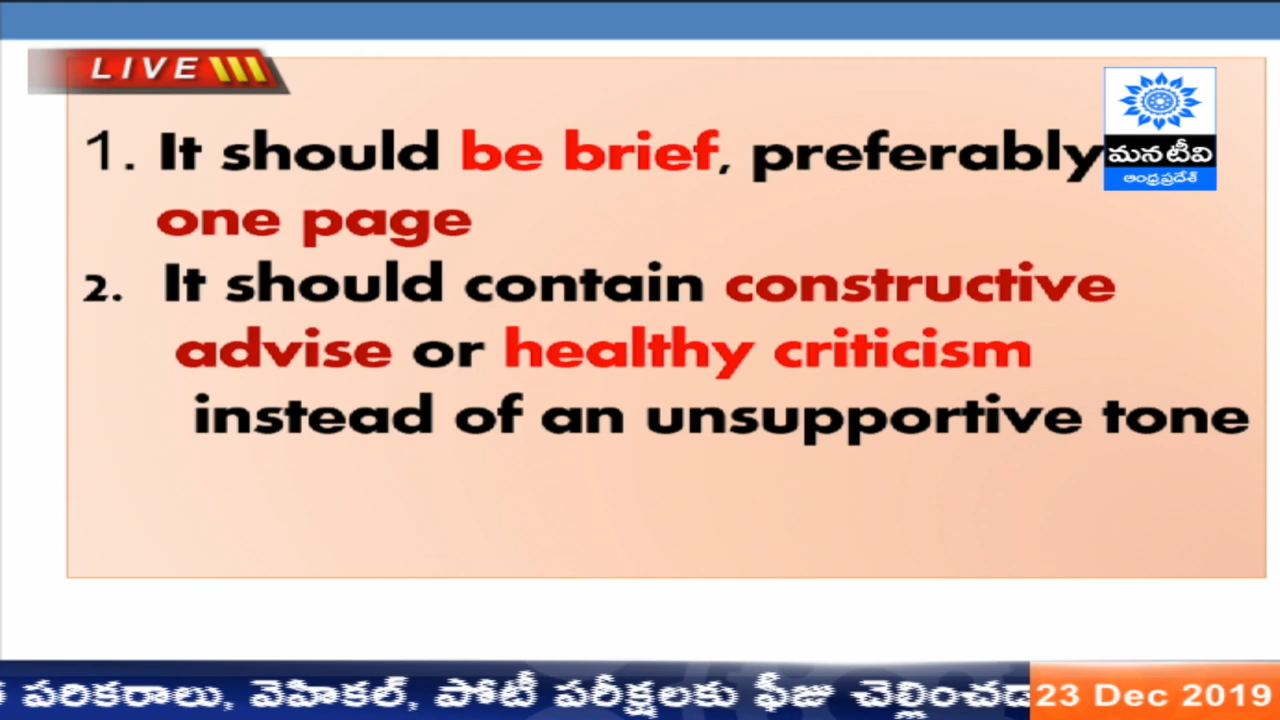 LIVE
1. It should be brief, preferably
మన టీవి
ఆంధ్రప్రదేశ్
one page
2. It should contain constructive
advise or healthy criticism
instead of an unsupportive tone
పరికరాలు, వెహికల్, పోటీ పరీక్షలకు ఫీజు చెల్లించడ
23 Dec 2019